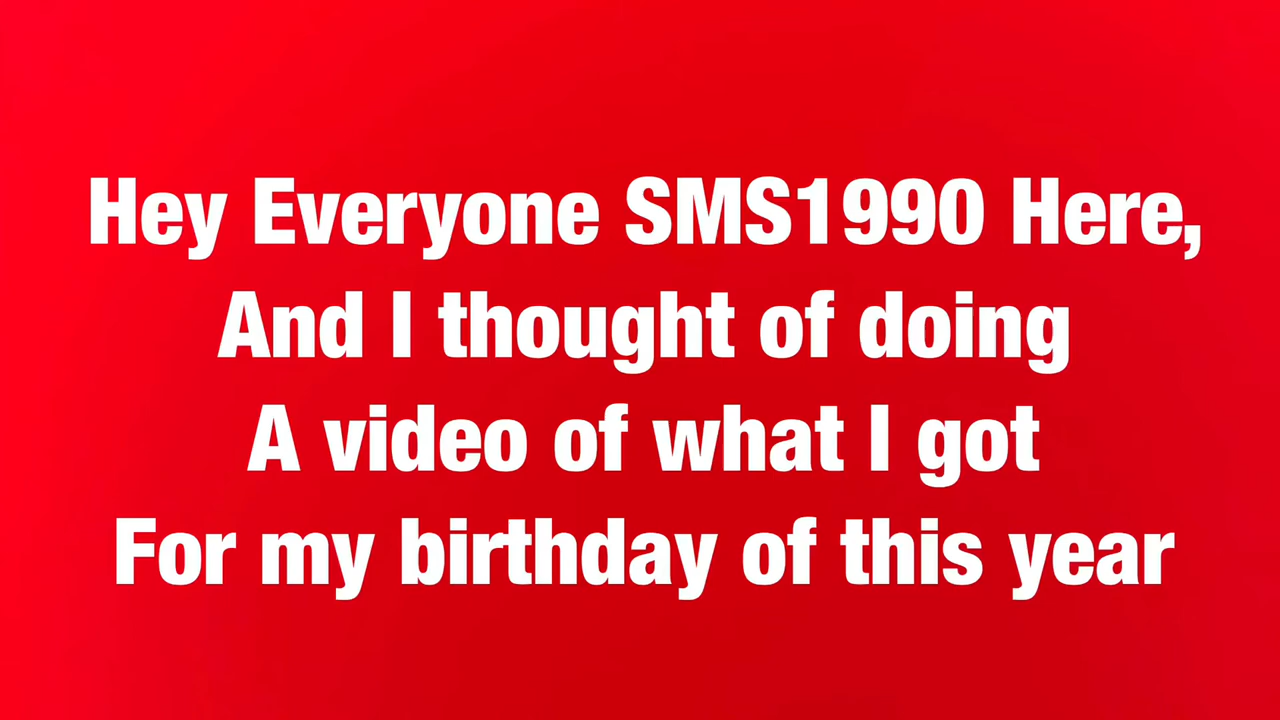 Hey Everyone SMS1990 Here,
And I thought of doing
A video of what I got
For my birthday of this year